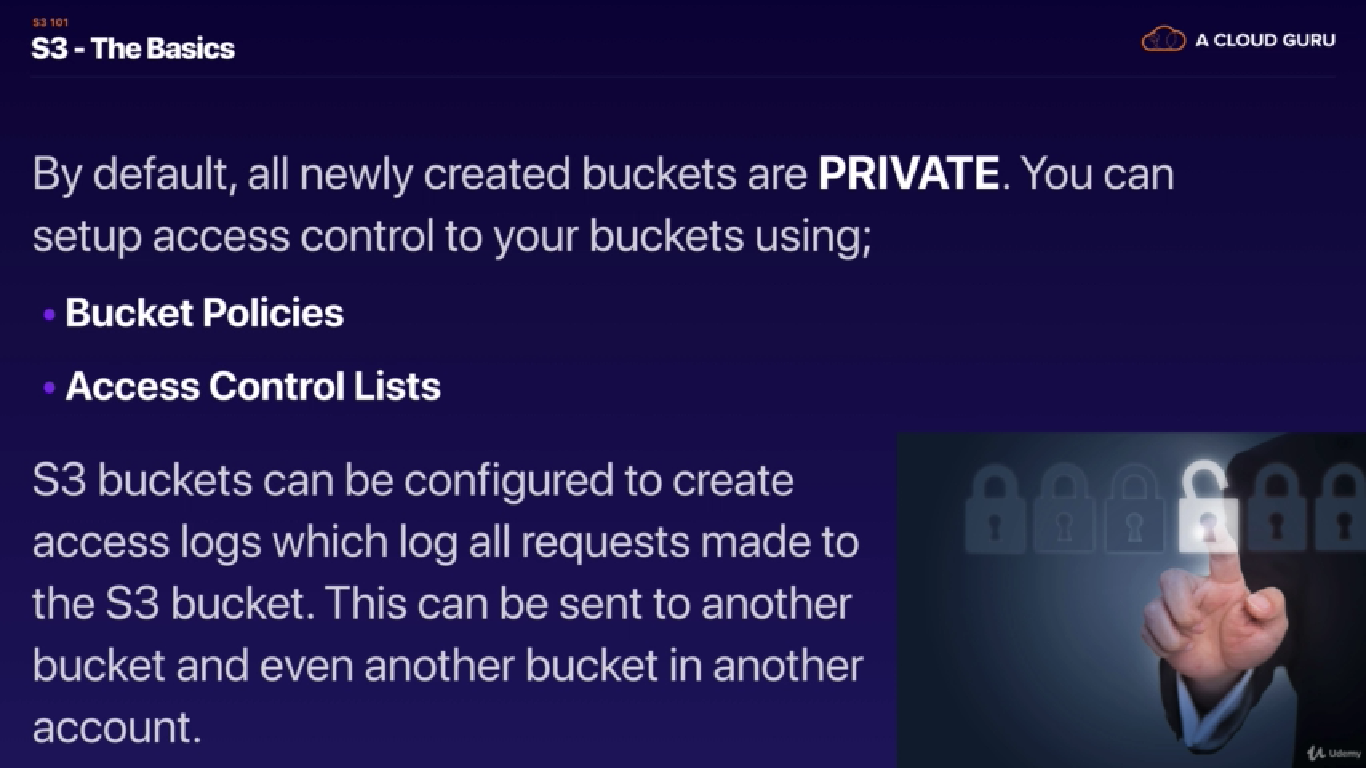 S3 101
S3 - The Basics
A CLOUD GURU
By default, all newly created buckets are PRIVATE. You can
setup access control to your buckets using;
• Bucket Policies
• Access Control Lists
S3 buckets can be configured to create
access logs which log all requests made to
the S3 bucket. This can be sent to another
bucket and even another bucket in another
account.
Udemy